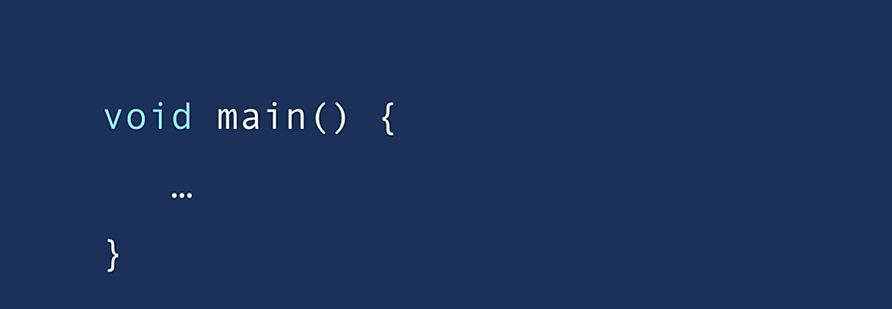 void main() {
…
}